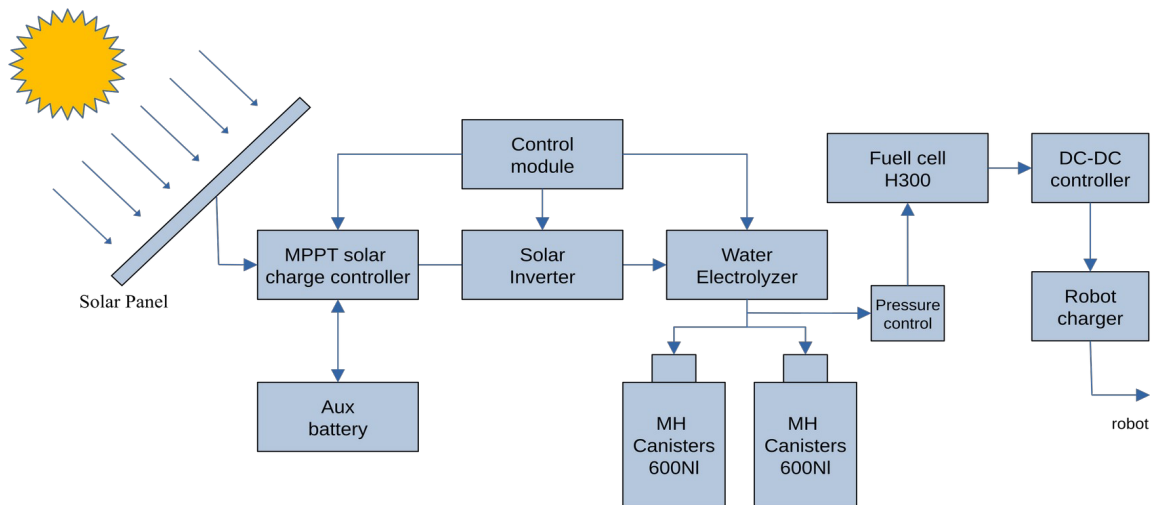 Solar Panel
Control
module
MPPT solar
charge controller
Solar
Inverter
Water
Electrolyzer
Fuell cell
H300
DC-DC
controller
Pressure
control
Robot
charger
robot
Aux
battery
MH
Canisters
600Nl
MH
Canisters
600Nl